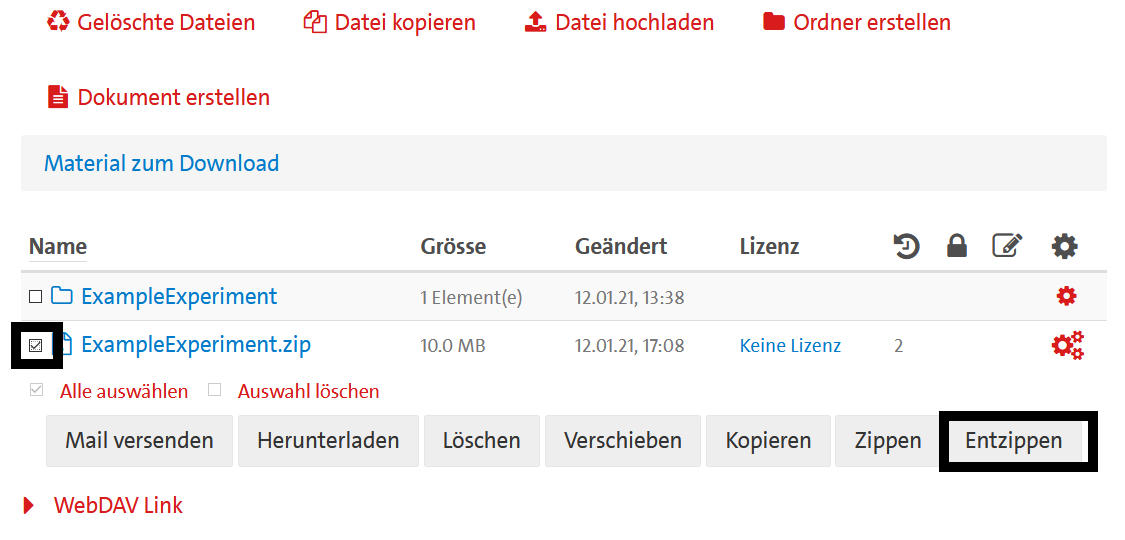 Gelöschte Dateien Datei kopieren Datei hochladen Ordner erstellen
Dokument erstellen
Material zum Download
Name Grösse Geändert Lizenz
ExampleExperiment 1 Element(e) 12.01.21, 13:38
ExampleExperiment.zip 10.0 MB 12.01.21, 17:08 Keine Lizenz 2
Alle auswählen Auswahl löschen
Mail versenden Herunterladen Löschen Verschieben Kopieren Zippen Entzippen
WebDAV Link